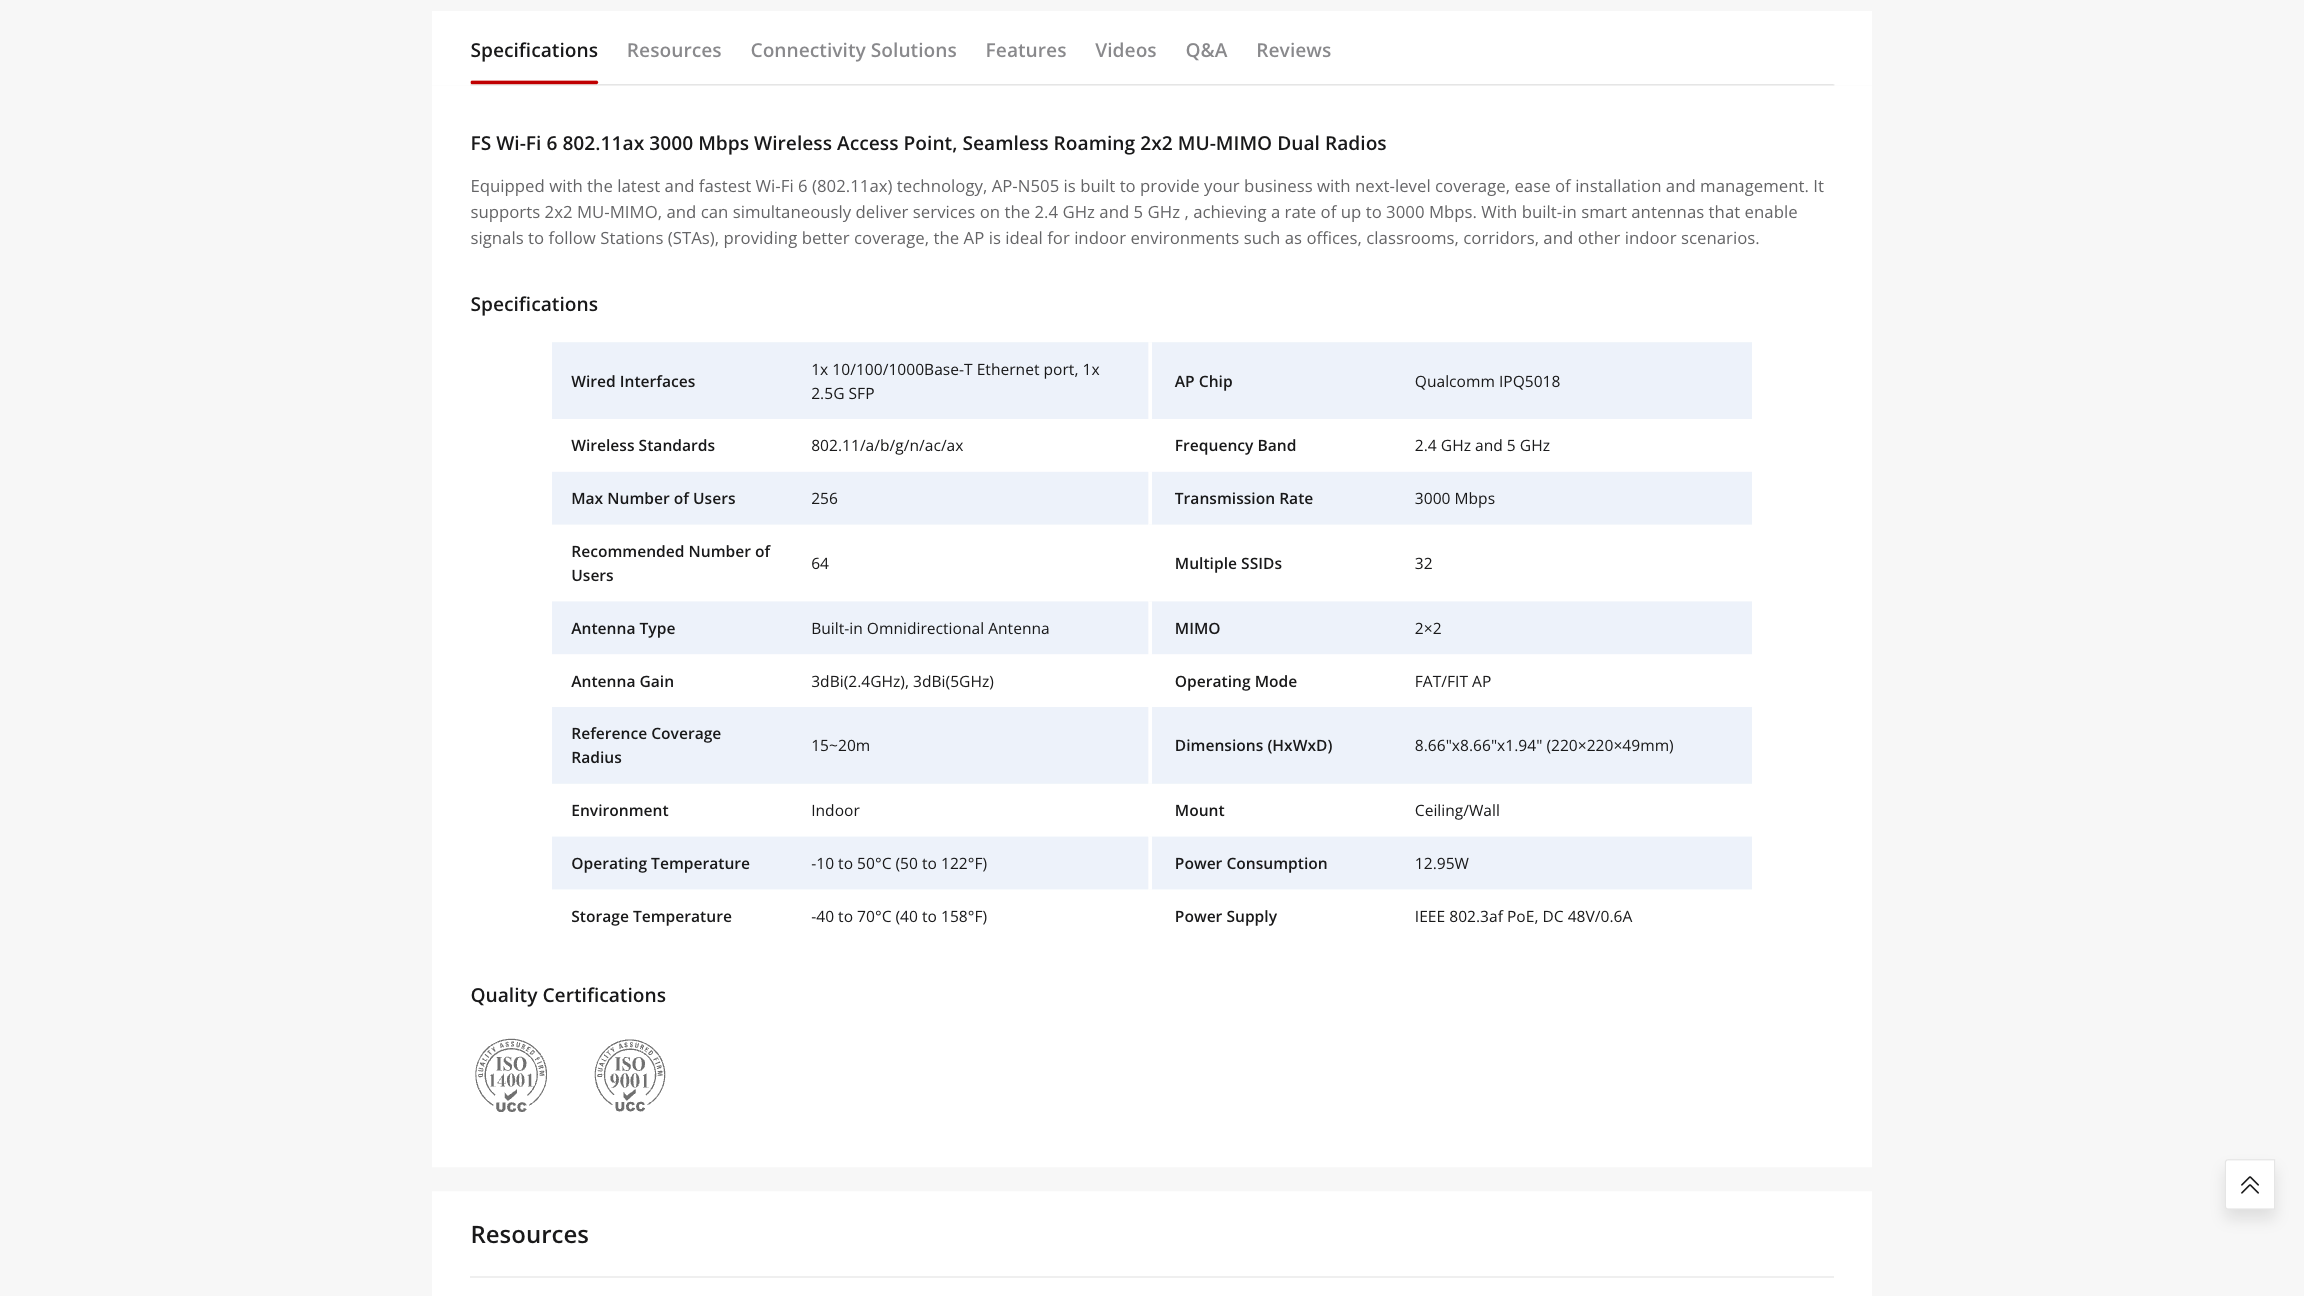 Specifications Resources Connectivity Solutions Features Videos Q&A Reviews
FS Wi-Fi 6 802.11ax 3000 Mbps Wireless Access Point, Seamless Roaming 2x2 MU-MIMO Dual Radios
Equipped with the latest and fastest Wi-Fi 6 (802.11ax) technology, AP-N505 is built to provide your business with next-level coverage, ease of installation and management. It
supports 2x2 MU-MIMO, and can simultaneously deliver services on the 2.4 GHz and 5 GHz , achieving a rate of up to 3000 Mbps. With built-in smart antennas that enable
signals to follow Stations (STAs), providing better coverage, the AP is ideal for indoor environments such as offices, classrooms, corridors, and other indoor scenarios.
Specifications
Wired Interfaces 1x 10/100/1000Base-T Ethernet port, 1x
2.5G SFP AP Chip Qualcomm IPQ5018
Wireless Standards 802.11/a/b/g/n/ac/ax Frequency Band 2.4 GHz and 5 GHz
Max Number of Users 256 Transmission Rate 3000 Mbps
Recommended Number of
Users 64 Multiple SSIDs 32
Antenna Type Built-in Omnidirectional Antenna MIMO 2×2
Antenna Gain 3dBi(2.4GHz), 3dBi(5GHz) Operating Mode FAT/FIT AP
Reference Coverage
Radius 15~20m Dimensions (HxWxD) 8.66"x8.66"x1.94" (220×220×49mm)
Environment Indoor Mount Ceiling/Wall
Operating Temperature -10 to 50°C (50 to 122°F) Power Consumption 12.95W
Storage Temperature -40 to 70°C (40 to 158°F) Power Supply IEEE 802.3af PoE, DC 48V/0.6A
Quality Certifications
QUALITY ASSURED FIRM ISO 14001 UCC
QUALITY ASSURED FIRM ISO 9001 UCC
Resources